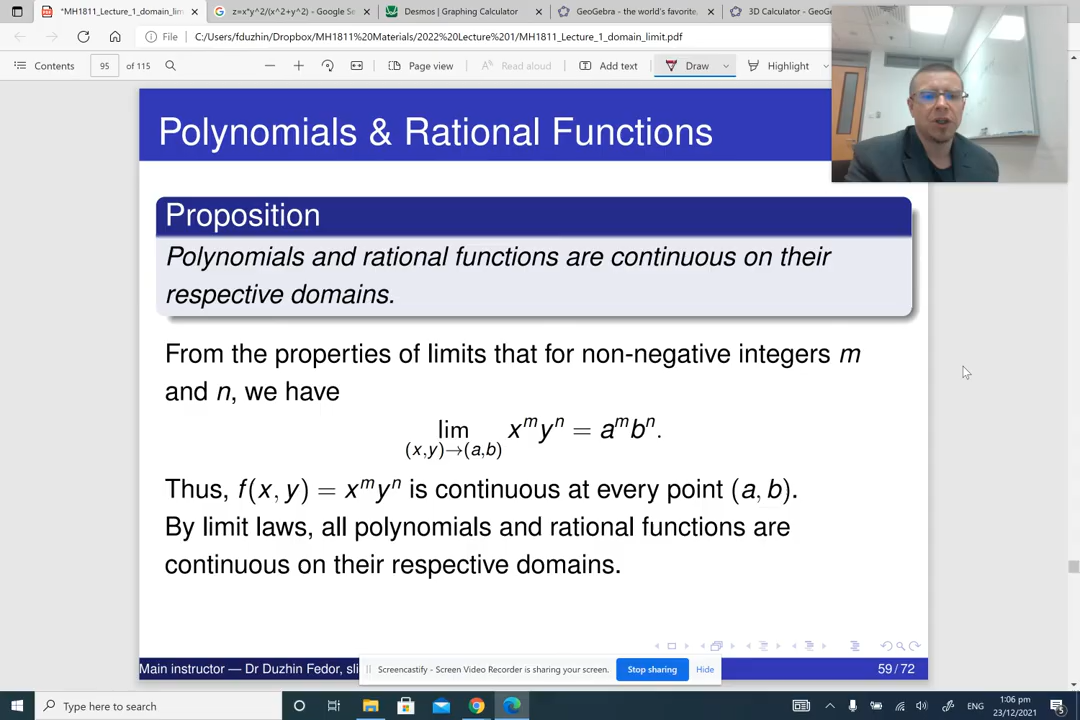 *MH1811_Lecture_1_domain_lim
z=x*y^2/(x^2+y^2) - Google Se
Desmos | Graphing Calculator
GeoGebra - the world's favorite,
3D Calculator - GeoGe
File
C:/Users/fduzhin/Dropbox/MH1811%20Materials/2022%20Lecture%201/MH1811_Lecture_1_domain_limit.pdf
Contents
95 of 115
Page view
Read aloud
Add text
Draw
Highlight
Polynomials & Rational Functions
Proposition
Polynomials and rational functions are continuous on their
respective domains.
From the properties of limits that for non-negative integers m
and n, we have
lim x^m y^n = a^m b^n.
(x,y)→(a,b)
Thus, f(x, y) = x^m y^n is continuous at every point (a, b).
By limit laws, all polynomials and rational functions are
continuous on their respective domains.
Main instructor — Dr Duzhin Fedor, sli
59 / 72
Screencastify - Screen Video Recorder is sharing your screen.
Stop sharing
Hide
Type here to search
ENG
1:06 pm
23/12/2021
5